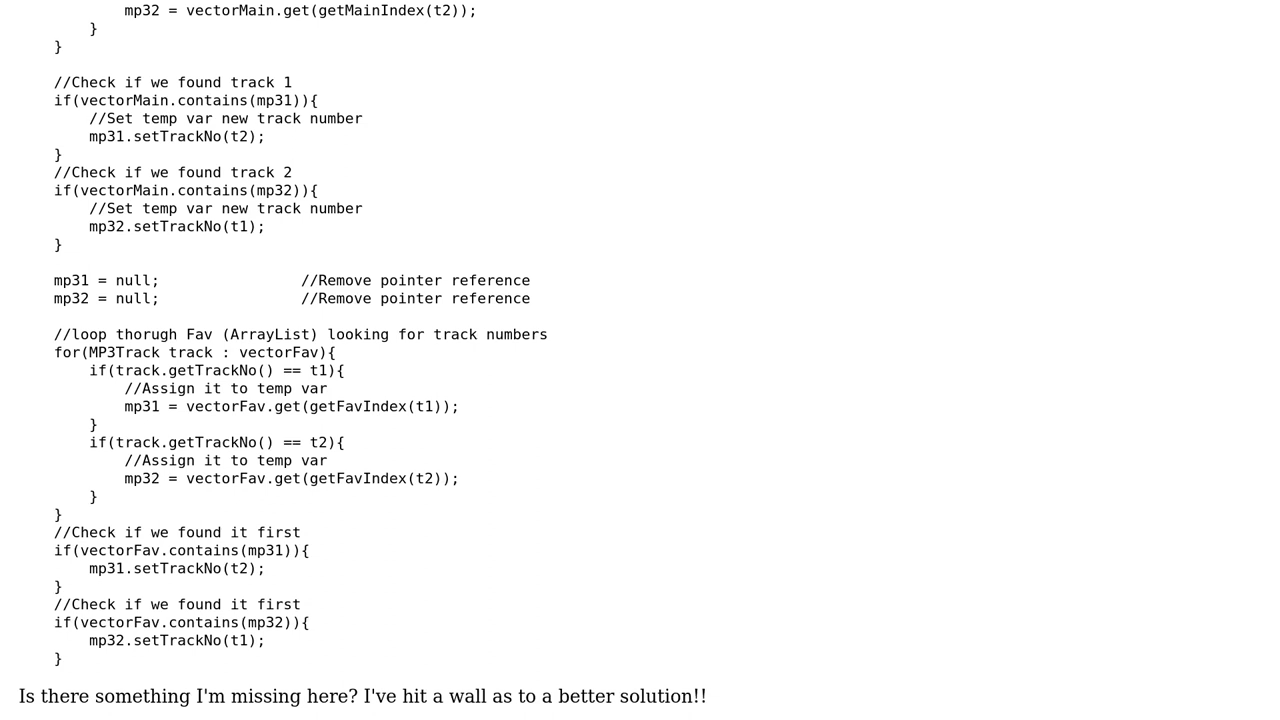 mp32 = vectorMain.get(getMainIndex(t2));
}
}
//Check if we found track 1
if(vectorMain.contains(mp31)){
//Set temp var new track number
mp31.setTrackNo(t2);
}
//Check if we found track 2
if(vectorMain.contains(mp32)){
//Set temp var new track number
mp32.setTrackNo(t1);
}
mp31 = null; //Remove pointer reference
mp32 = null; //Remove pointer reference
//loop thorugh Fav (ArrayList) looking for track numbers
for(MP3Track track : vectorFav){
if(track.getTrackNo() == t1){
//Assign it to temp var
mp31 = vectorFav.get(getFavIndex(t1));
}
if(track.getTrackNo() == t2){
//Assign it to temp var
mp32 = vectorFav.get(getFavIndex(t2));
}
}
//Check if we found it first
if(vectorFav.contains(mp31)){
mp31.setTrackNo(t2);
}
//Check if we found it first
if(vectorFav.contains(mp32)){
mp32.setTrackNo(t1);
}
Is there something I'm missing here? I've hit a wall as to a better solution!!